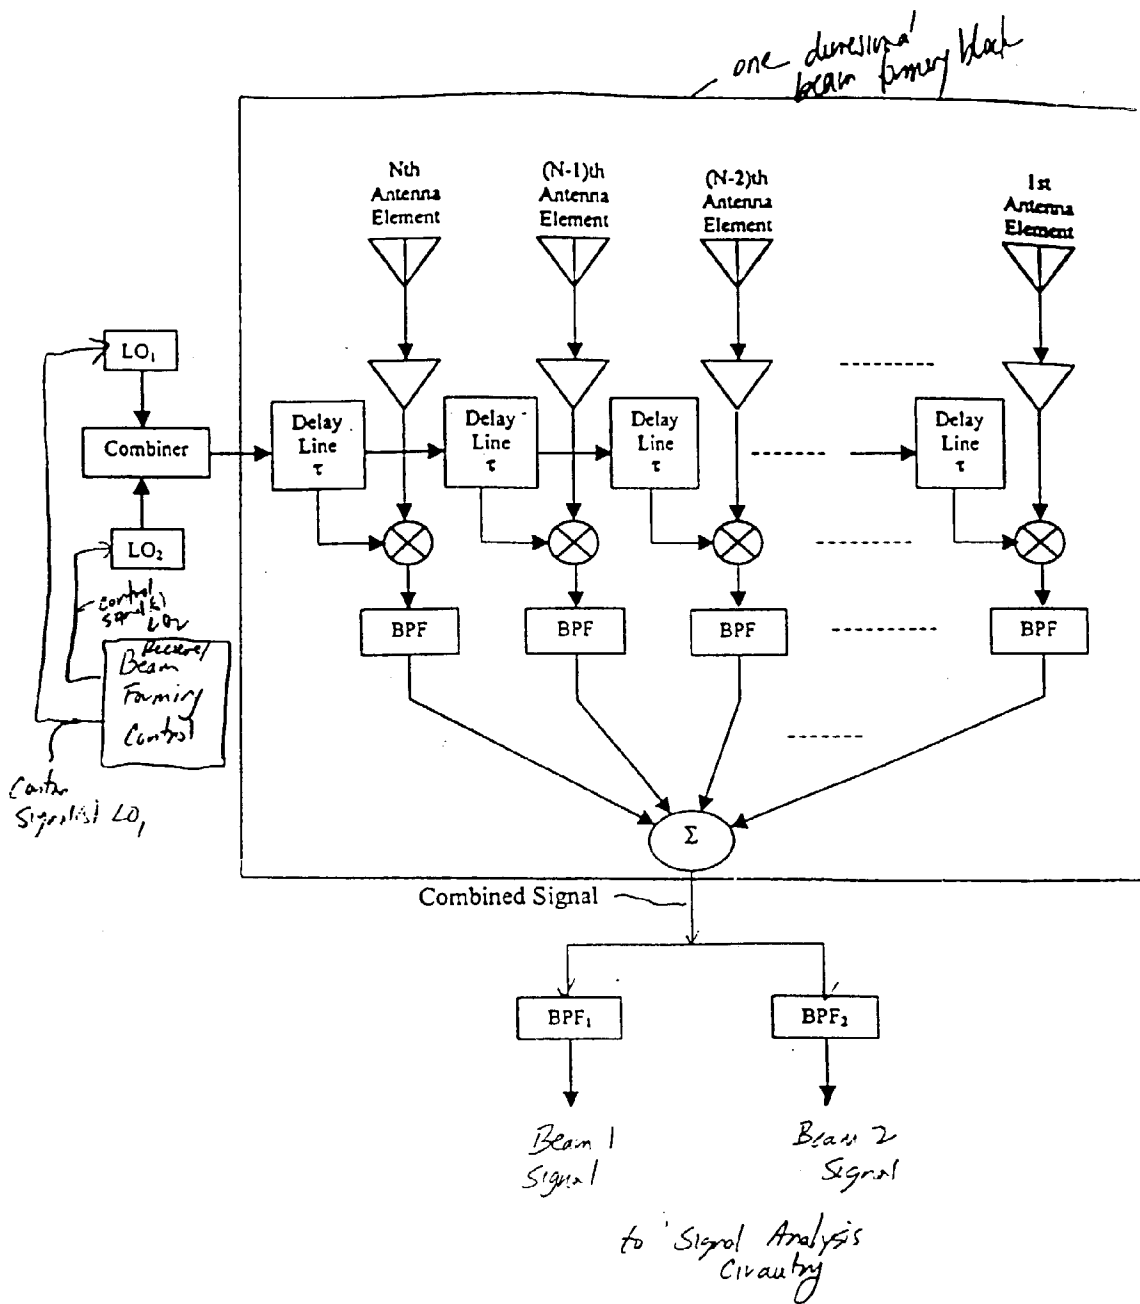 one dimensional
beam forming block
Nth
Antenna
Element
(N-1)th
Antenna
Element
(N-2)th
Antenna
Element
1st
Antenna
Element
LO₁
Combiner
LO₂
Delay
Line
τ
Delay
Line
τ
Delay
Line
τ
Delay
Line
τ
control
signal(s)
LO2
Receive/
Beam
Forming
Control
Signal(s) LO₁
BPF
BPF
BPF
BPF
Σ
Combined Signal
BPF₁
BPF₂
Beam 1
Signal
Beam 2
Signal
to Signal Analysis
Circuitry